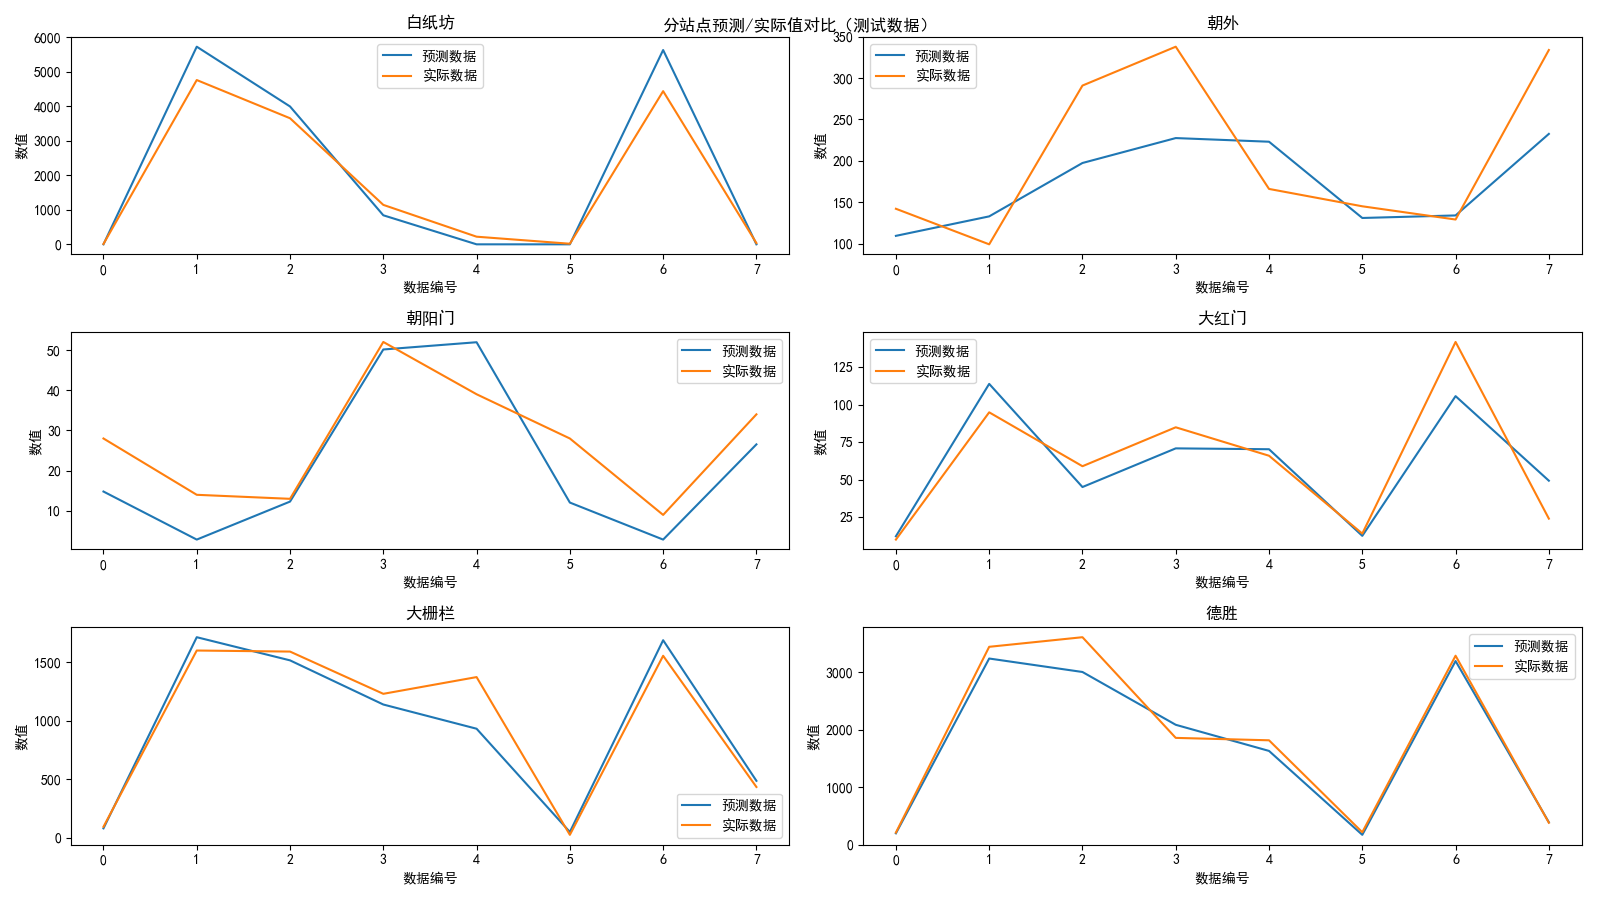 分站点预测/实际值对比（测试数据）
白纸坊
预测数据
实际数据
数值
6000
5000
4000
3000
2000
1000
0
0 1 2 3 4 5 6 7
数据编号
朝外
预测数据
实际数据
数值
350
300
250
200
150
100
0 1 2 3 4 5 6 7
数据编号
朝阳门
预测数据
实际数据
数值
50
40
30
20
10
0 1 2 3 4 5 6 7
数据编号
大红门
预测数据
实际数据
数值
125
100
75
50
25
0 1 2 3 4 5 6 7
数据编号
大栅栏
预测数据
实际数据
数值
1500
1000
500
0
0 1 2 3 4 5 6 7
数据编号
德胜
预测数据
实际数据
数值
3000
2000
1000
0
0 1 2 3 4 5 6 7
数据编号